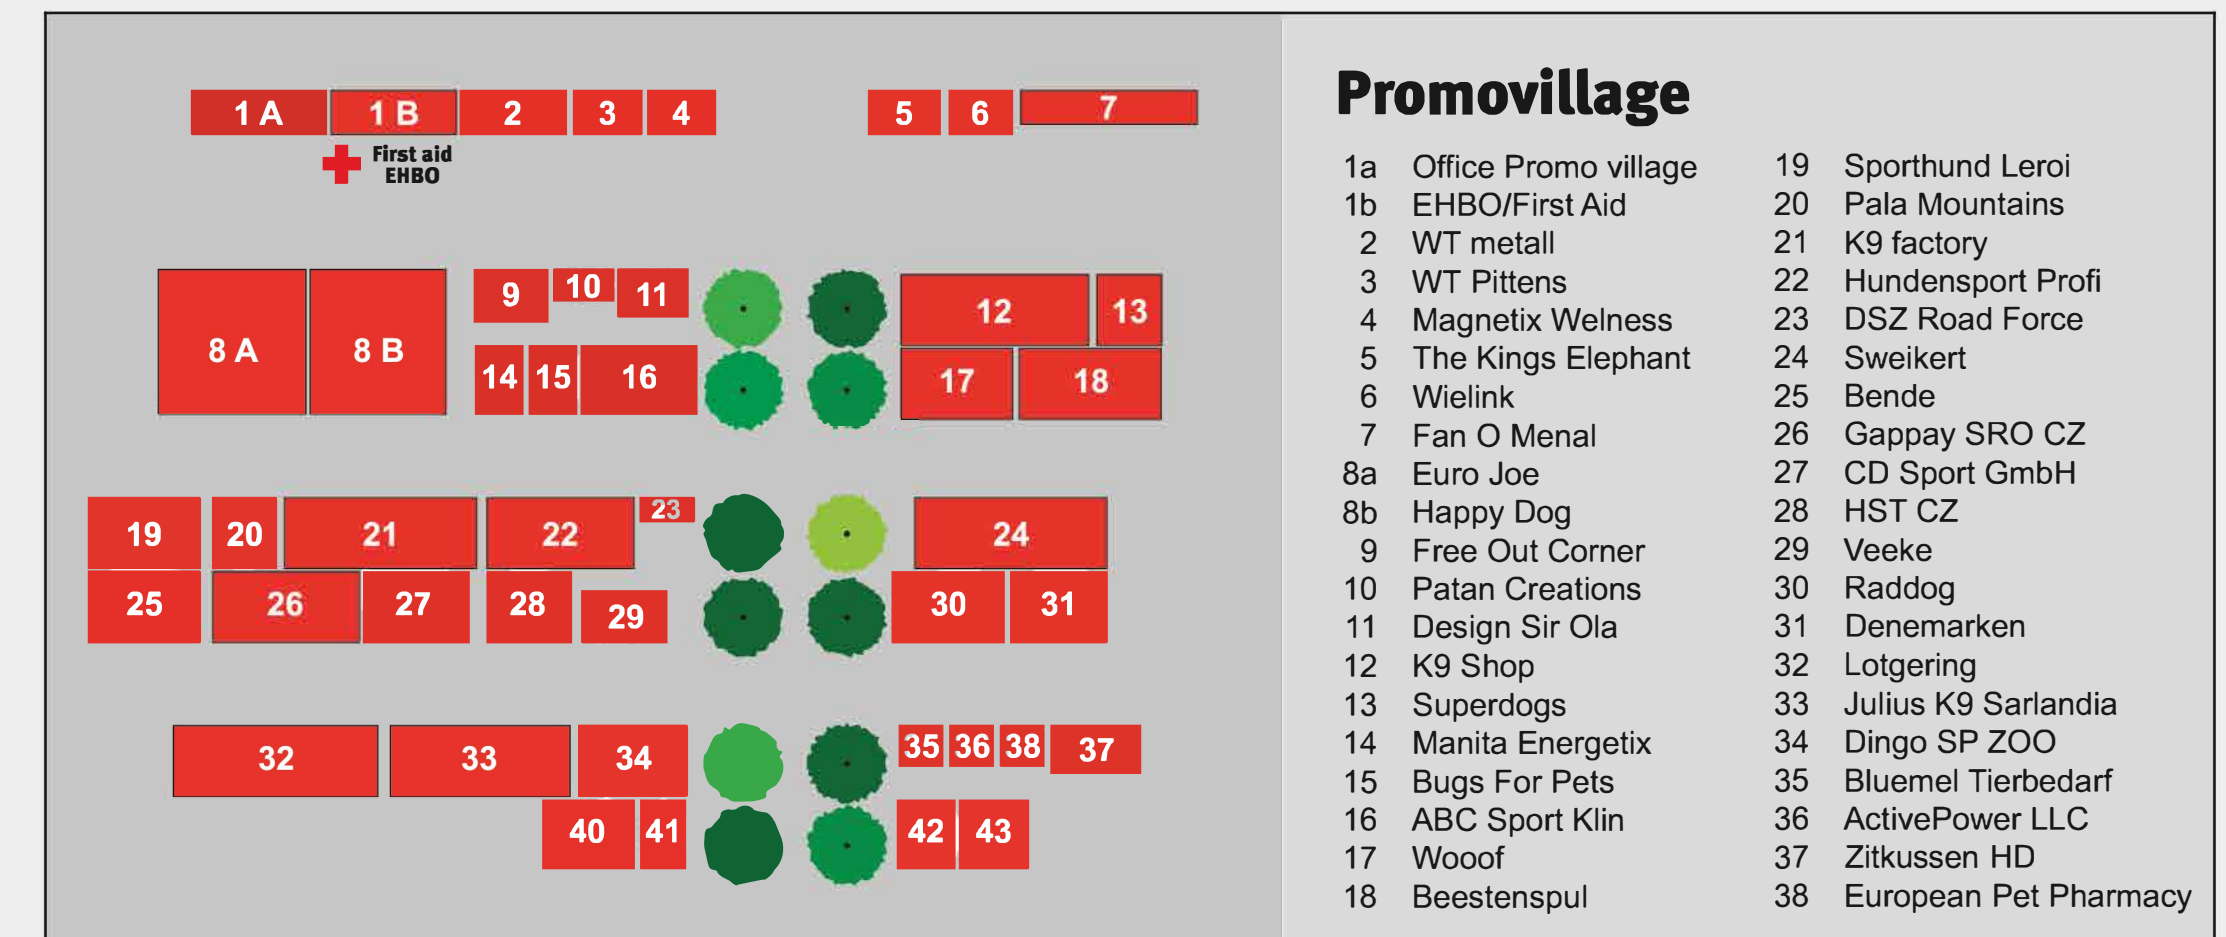 1 A 1 B 2 3 4 5 6 7
First aid
EHBO
8 A 8 B 9 10 11 12 13
14 15 16 17 18
19 20 21 22 23 24
25 26 27 28 29 30 31
32 33 34 35 36 38 37
40 41 42 43
Promovillage
1a Office Promo village
1b EHBO/First Aid
2 WT metall
3 WT Pittens
4 Magnetix Welness
5 The Kings Elephant
6 Wielink
7 Fan O Menal
8a Euro Joe
8b Happy Dog
9 Free Out Corner
10 Patan Creations
11 Design Sir Ola
12 K9 Shop
13 Superdogs
14 Manita Energetix
15 Bugs For Pets
16 ABC Sport Klin
17 Wooof
18 Beestenspul
19 Sporthund Leroi
20 Pala Mountains
21 K9 factory
22 Hundensport Profi
23 DSZ Road Force
24 Sweikert
25 Bende
26 Gappay SRO CZ
27 CD Sport GmbH
28 HST CZ
29 Veeke
30 Raddog
31 Denemarken
32 Lotgering
33 Julius K9 Sarlandia
34 Dingo SP ZOO
35 Bluemel Tierbedarf
36 ActivePower LLC
37 Zitkussen HD
38 European Pet Pharmacy